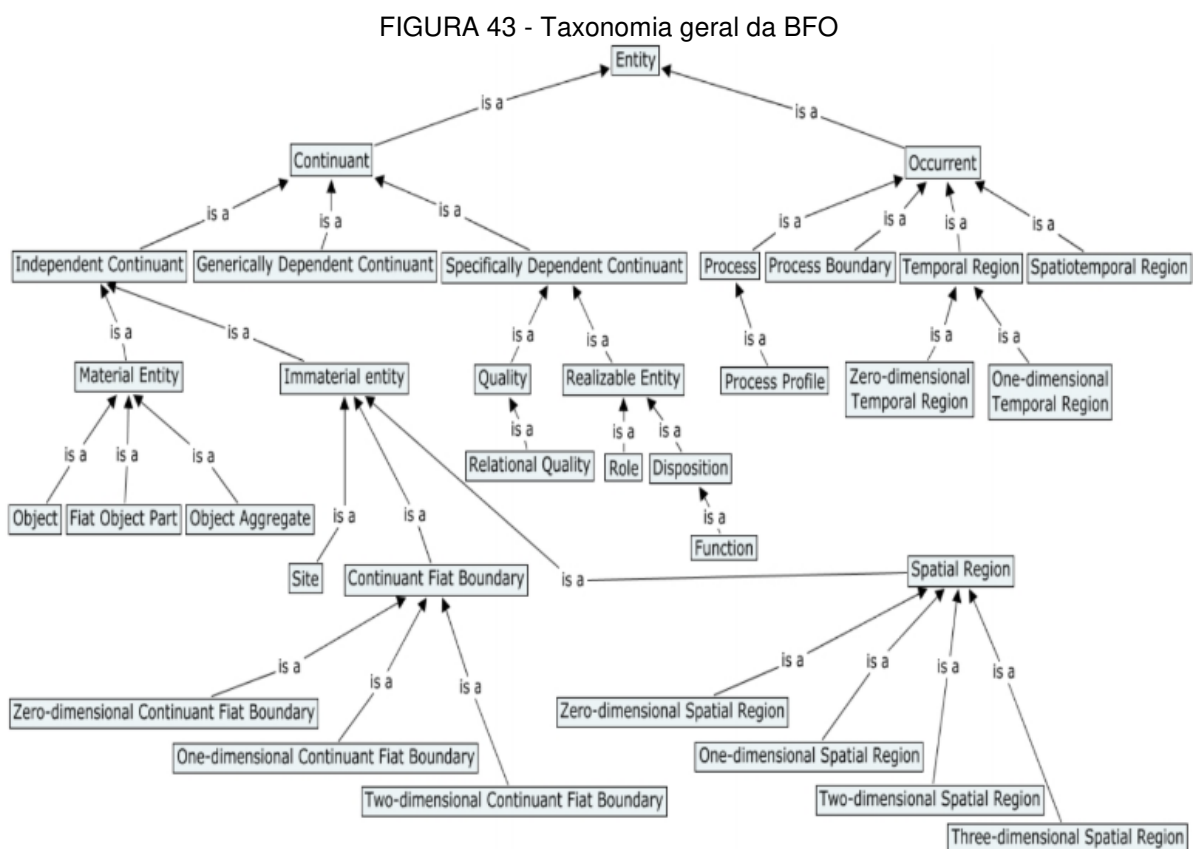 FIGURA 43 - Taxonomia geral da BFO
Entity
is a
is a
Continuant
Occurrent
is a
is a
is a
is a
is a
is a
is a
Independent Continuant
Generically Dependent Continuant
Specifically Dependent Continuant
Process
Process Boundary
Temporal Region
Spatiotemporal Region
is a
is a
is a
is a
is a
is a
is a
Material Entity
Immaterial entity
Quality
Realizable Entity
Process Profile
Zero-dimensional
Temporal Region
One-dimensional
Temporal Region
is a
is a
is a
is a
is a
is a
Relational Quality
Role
Disposition
Object
Fiat Object Part
Object Aggregate
is a
is a
is a
Function
Site
Continuant Fiat Boundary
is a
Spatial Region
is a
is a
is a
is a
is a
is a
is a
Zero-dimensional Continuant Fiat Boundary
Zero-dimensional Spatial Region
One-dimensional Continuant Fiat Boundary
One-dimensional Spatial Region
Two-dimensional Continuant Fiat Boundary
Two-dimensional Spatial Region
Three-dimensional Spatial Region